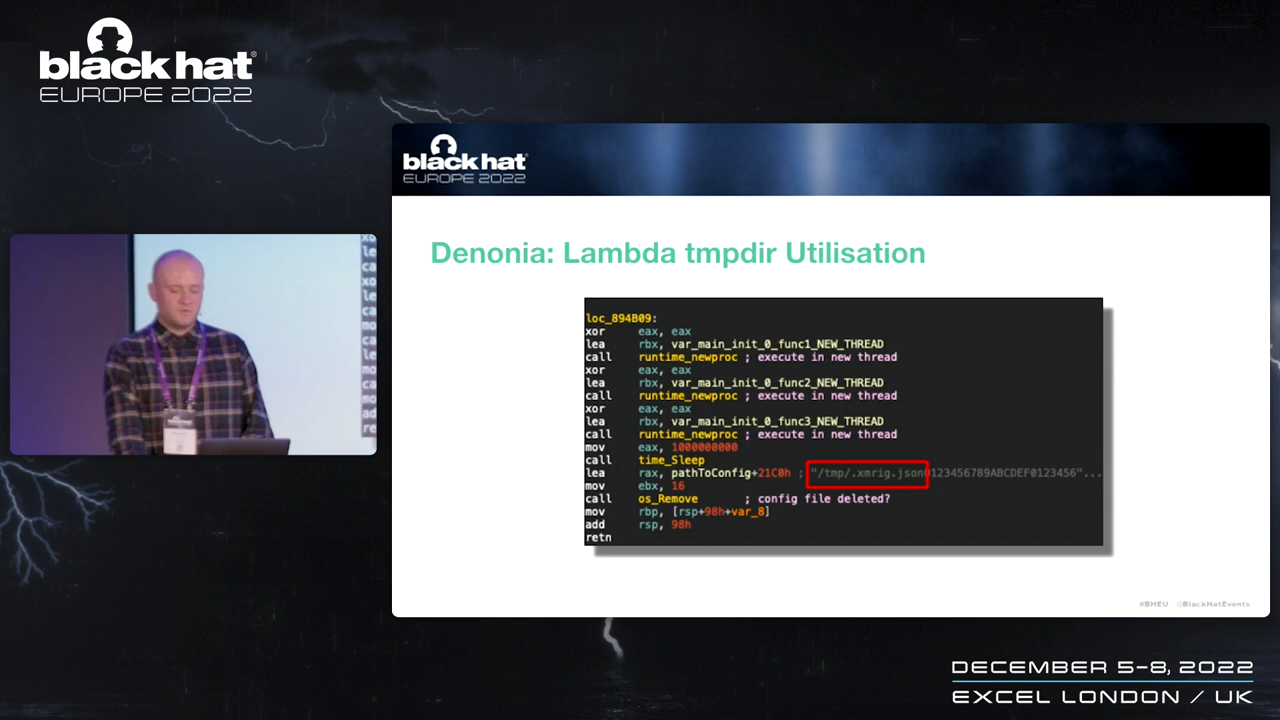 black hat®
EUROPE 2022
black hat®
EUROPE 2022
Denonia: Lambda tmpdir Utilisation
loc_894B09:
xor eax, eax
lea rbx, var_main_init_0_func1_NEW_THREAD
call runtime_newproc ; execute in new thread
xor eax, eax
lea rbx, var_main_init_0_func2_NEW_THREAD
call runtime_newproc ; execute in new thread
xor eax, eax
lea rbx, var_main_init_0_func3_NEW_THREAD
call runtime_newproc ; execute in new thread
mov eax, 1000000000
call time_Sleep
lea rax, pathToConfig+21C0h ; "/tmp/.xmrig.json0123456789ABCDEF0123456"...
mov ebx, 16
call os_Remove ; config file deleted?
mov rbp, [rsp+98h+var_8]
add rsp, 98h
retn
#BHEU @BlackHatEvents
DECEMBER 5-8, 2022
EXCEL LONDON / UK